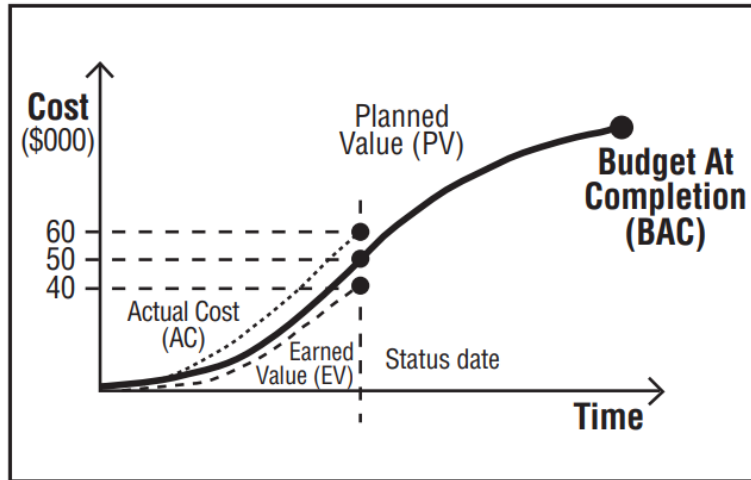 Cost
($000)
Planned
Value (PV)
Budget At
Completion
(BAC)
60
50
40
Actual Cost
(AC)
Earned
Value (EV)
Status date
Time